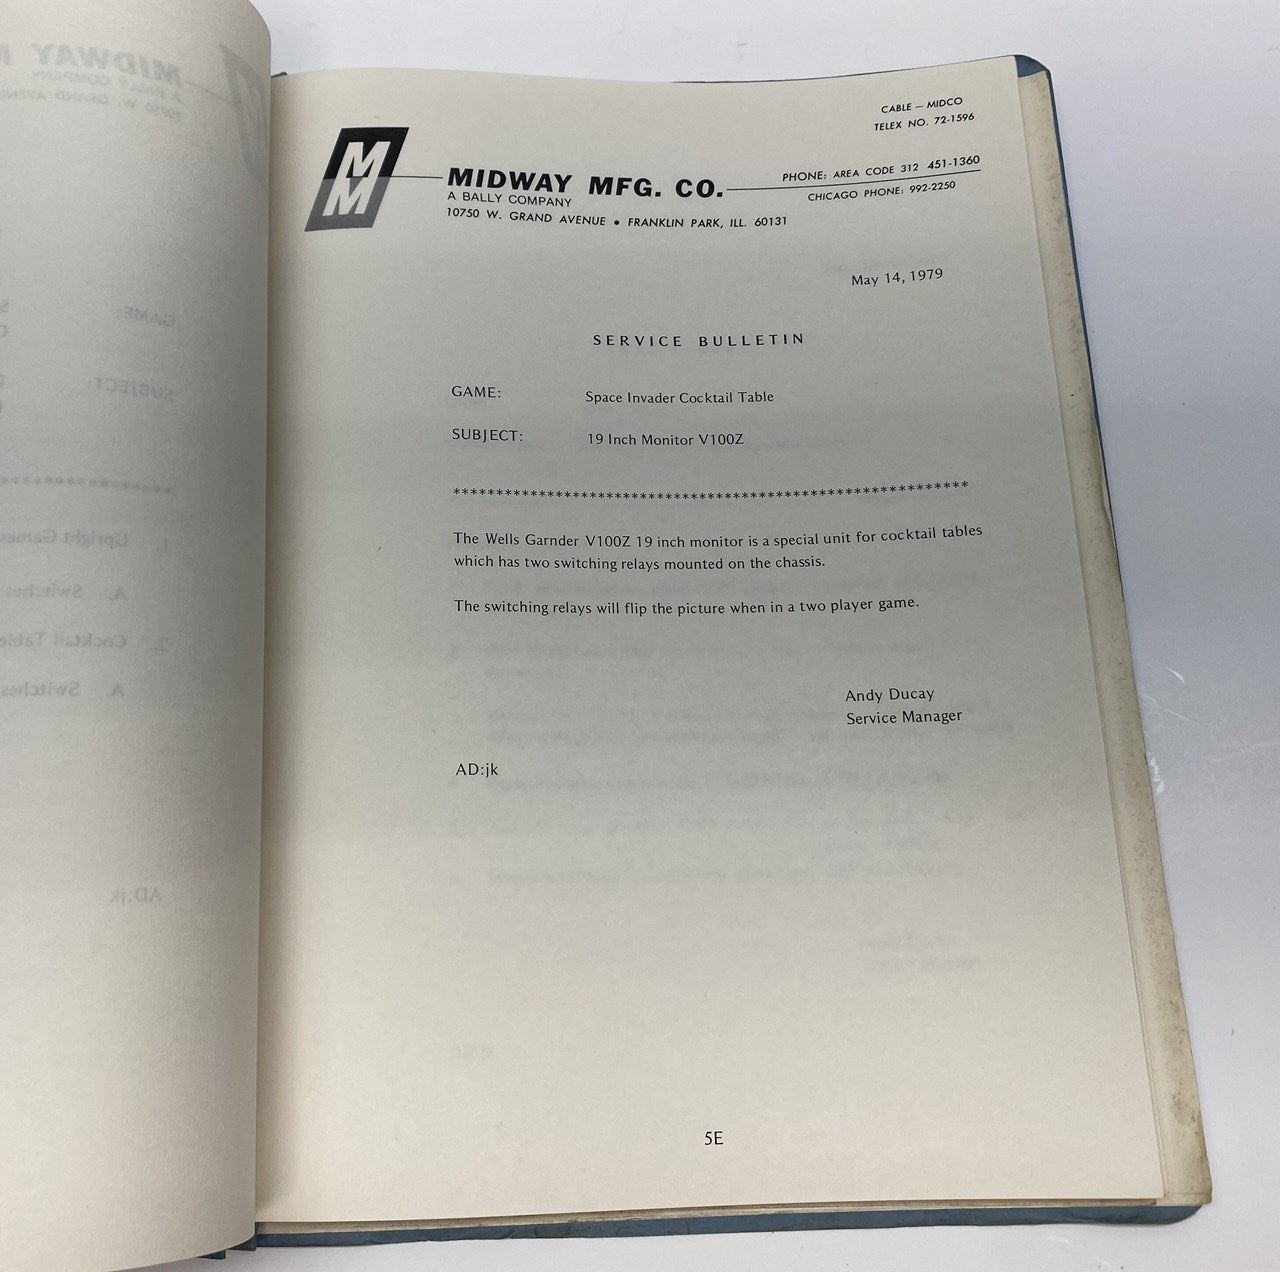 CABLE – MIDCO
TELEX NO. 72-1596
MM
MIDWAY MFG. CO.
PHONE: AREA CODE 312 451-1360
A BALLY COMPANY
CHICAGO PHONE: 992-2250
10750 W. GRAND AVENUE • FRANKLIN PARK, ILL. 60131
May 14, 1979
SERVICE BULLETIN
GAME: Space Invader Cocktail Table
SUBJECT: 19 Inch Monitor V100Z
************************************************************
The Wells Garnder V100Z 19 inch monitor is a special unit for cocktail tables
which has two switching relays mounted on the chassis.
The switching relays will flip the picture when in a two player game.
Andy Ducay
Service Manager
AD:jk
5E